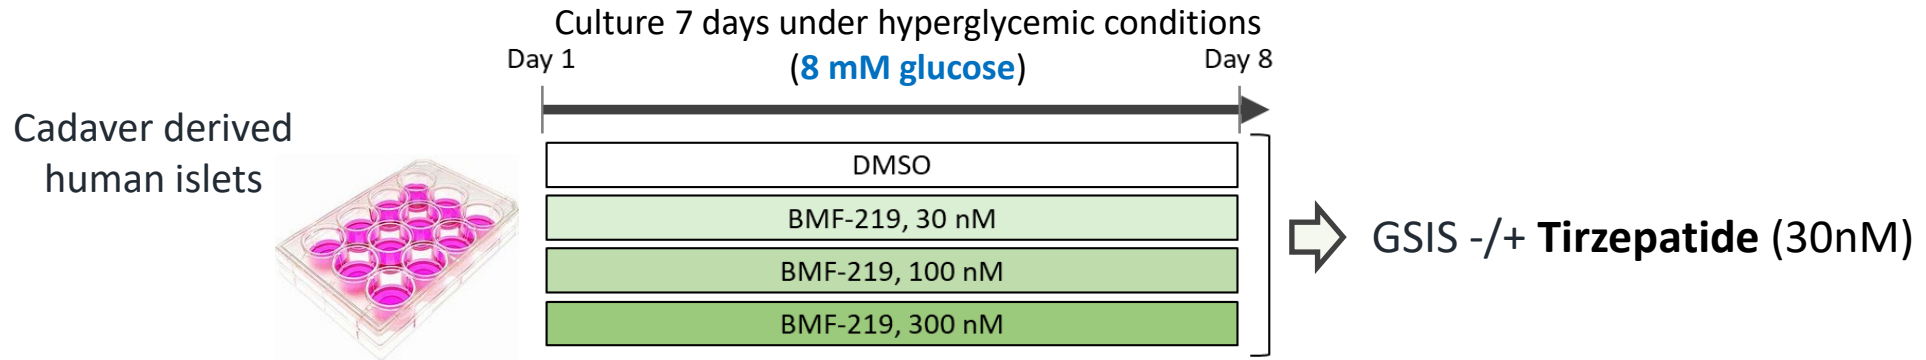 Culture 7 days under hyperglycemic conditions
Day 1
(8 mM glucose)
Day 8
Cadaver derived
human islets
DMSO
BMF-219, 30 nM
BMF-219, 100 nM
BMF-219, 300 nM
GSIS -/+ Tirzepatide (30nM)